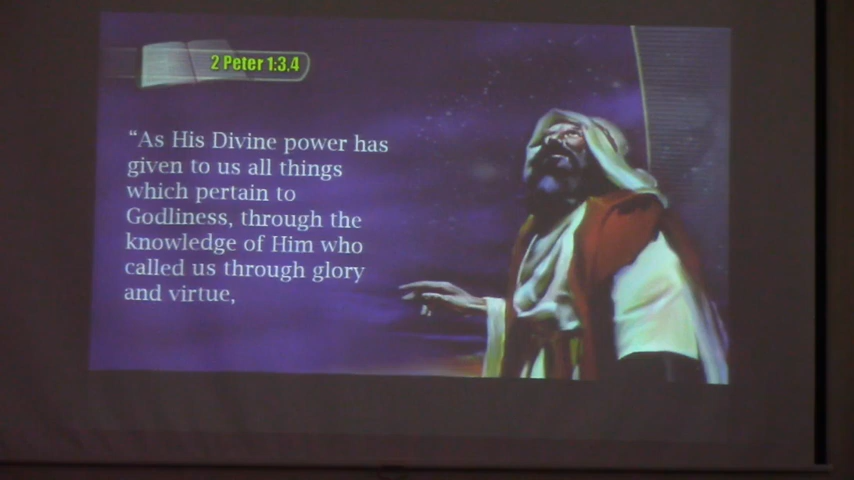 2 Peter 1:3,4
“As His Divine power has
given to us all things
which pertain to
Godliness, through the
knowledge of Him who
called us through glory
and virtue,